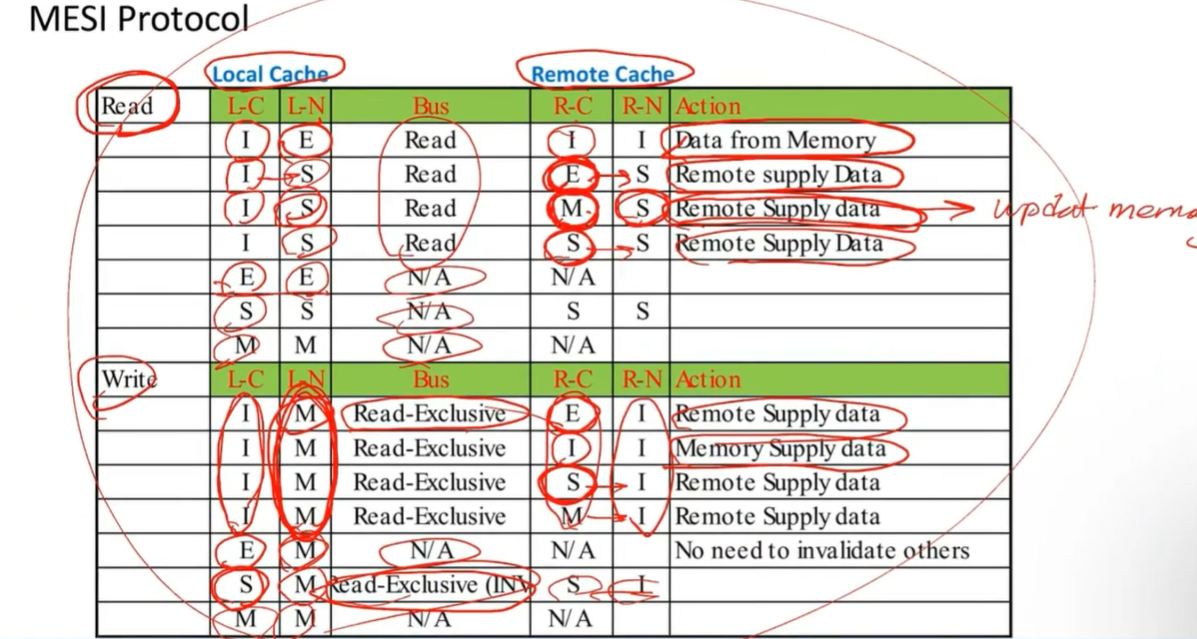 MESI Protocol
Local Cache Remote Cache
Read L-C L-N Bus R-C R-N Action
I E Read I I Data from Memory
I S Read E S Remote supply Data
I S Read M S Remote Supply data updat
I S Read S S Remote Supply Data
E E N/A N/A
S S N/A S S
M M N/A N/A
Write L-C L-N Bus R-C R-N Action
I M Read-Exclusive E I Remote Supply data
I M Read-Exclusive I I Memory Supply data
I M Read-Exclusive S I Remote Supply data
I M Read-Exclusive M I Remote Supply data
E M N/A N/A No need to invalidate others
S M Read-Exclusive (INV S I
M M N/A N/A